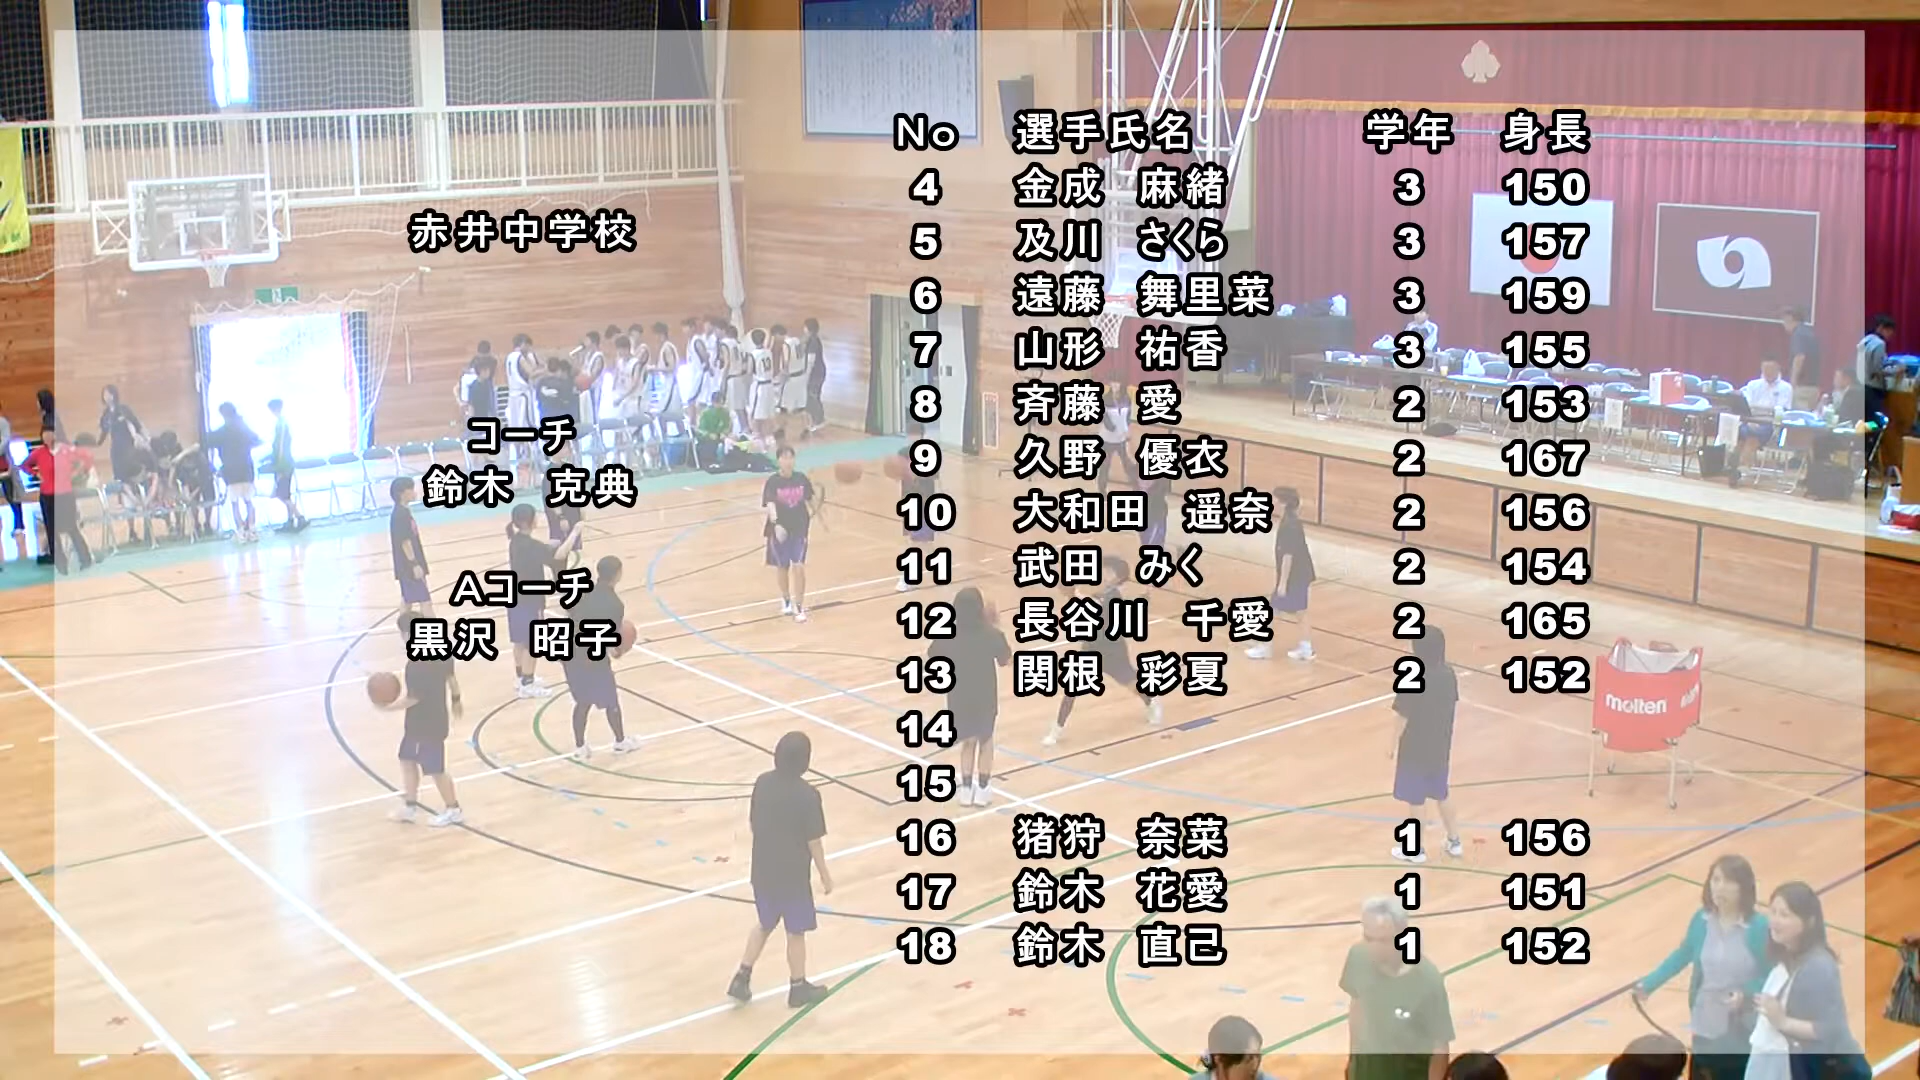 赤井中学校
コーチ
鈴木 克典
Aコーチ
黒沢 昭子
No 選手氏名 学年 身長
4 金成 麻緒 3 150
5 及川 さくら 3 157
6 遠藤 舞里菜 3 159
7 山形 祐香 3 155
8 斉藤 愛 2 153
9 久野 優衣 2 167
10 大和田 遥奈 2 156
11 武田 みく 2 154
12 長谷川 千愛 2 165
13 関根 彩夏 2 152
14
15
16 猪狩 奈菜 1 156
17 鈴木 花愛 1 151
18 鈴木 直己 1 152
molten